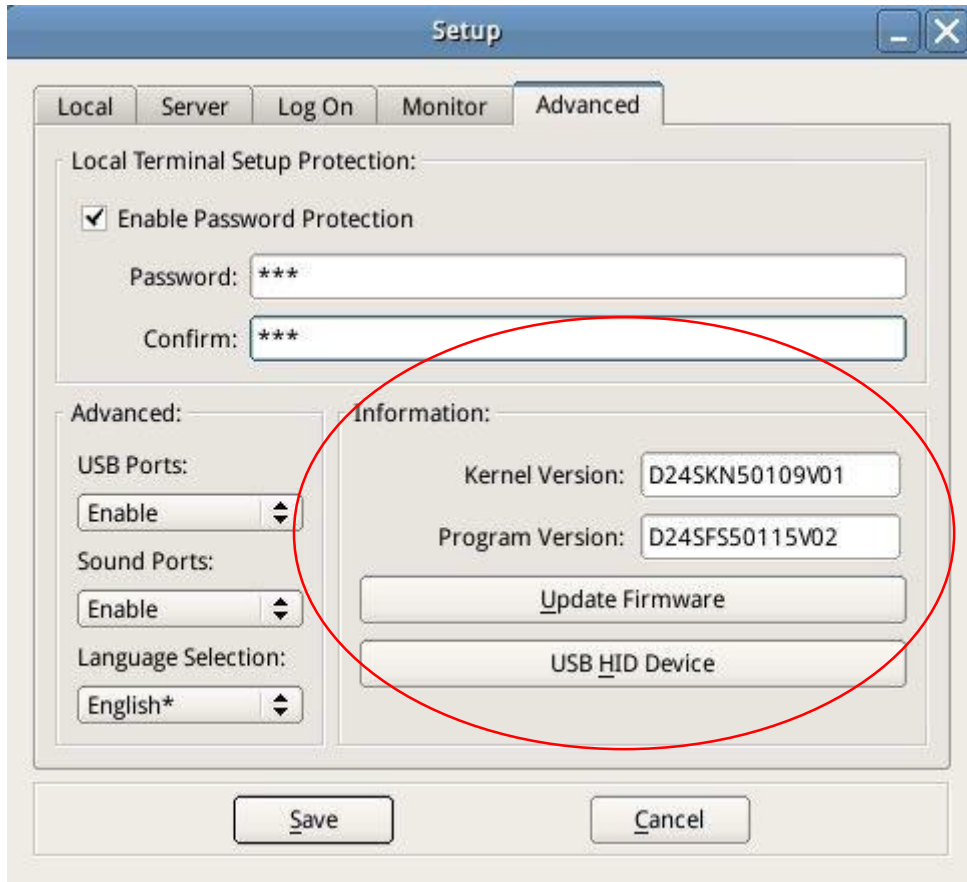 Setup
Local Server Log On Monitor Advanced
Local Terminal Setup Protection:
Enable Password Protection
Password: ***
Confirm: ***
Advanced:
USB Ports:
Enable
Sound Ports:
Enable
Language Selection:
English*
Information:
Kernel Version: D24SKN50109V01
Program Version: D24SFS50115V02
Update Firmware
USB HID Device
Save Cancel